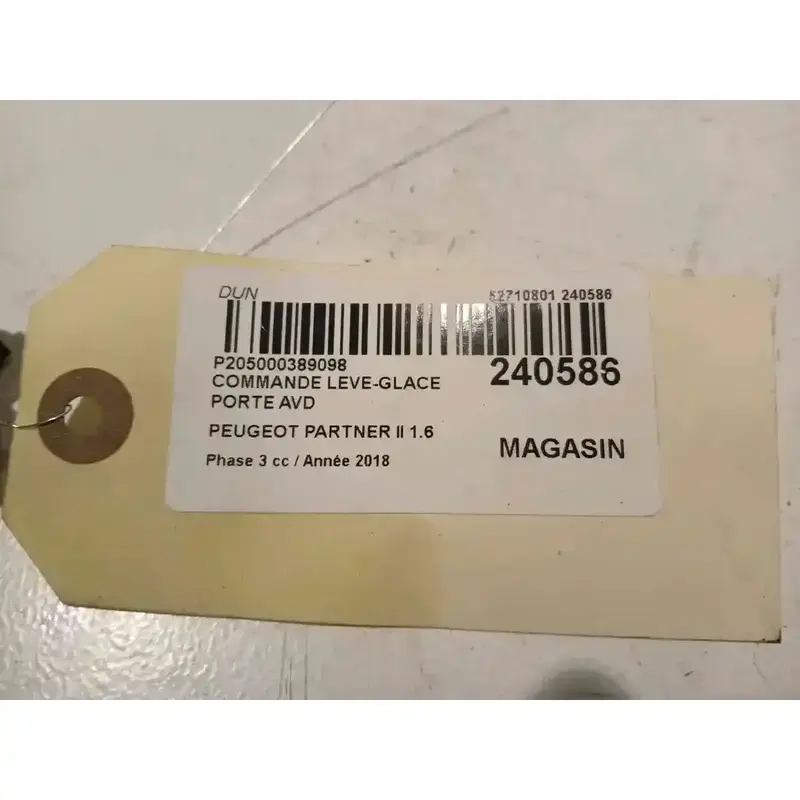 DUN 62710801 240586
P205000389098
COMMANDE LEVE-GLACE 240586
PORTE AVD
PEUGEOT PARTNER II 1.6
MAGASIN
Phase 3 cc / Année 2018